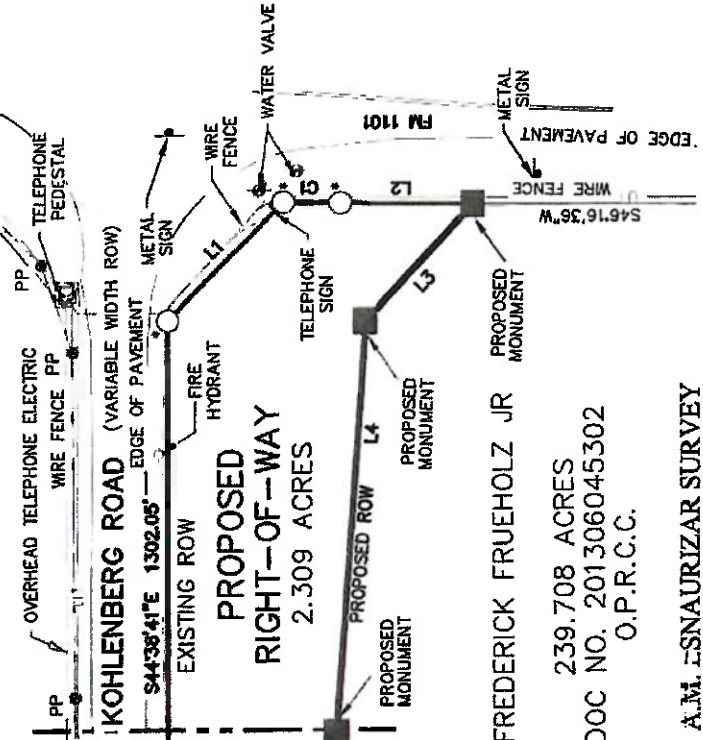 OVERHEAD TELEPHONE ELECTRIC
WIRE FENCE
PP
PP
PP
TELEPHONE
PEDESTAL
KOHLENBERG ROAD (VARIABLE WIDTH ROW)
METAL
SIGN
EDGE OF PAVEMENT
S44°38'41"E 1302.05'
EXISTING ROW
FIRE
HYDRANT
L1
WIRE
FENCE
WATER VALVE
TELEPHONE
SIGN
C1
L2
FM 1101
METAL
SIGN
EDGE OF PAVEMENT
WIRE FENCE
S46°16'36"W
PROPOSED
RIGHT-OF-WAY
2.309 ACRES
L3
PROPOSED
MONUMENT
PROPOSED
MONUMENT
L4
PROPOSED ROW
PROPOSED
MONUMENT
FREDERICK FRUEHOLZ JR
239.708 ACRES
DOC NO. 201306045302
O.P.R.C.C.
A.M. ESNAURIZAR SURVEY